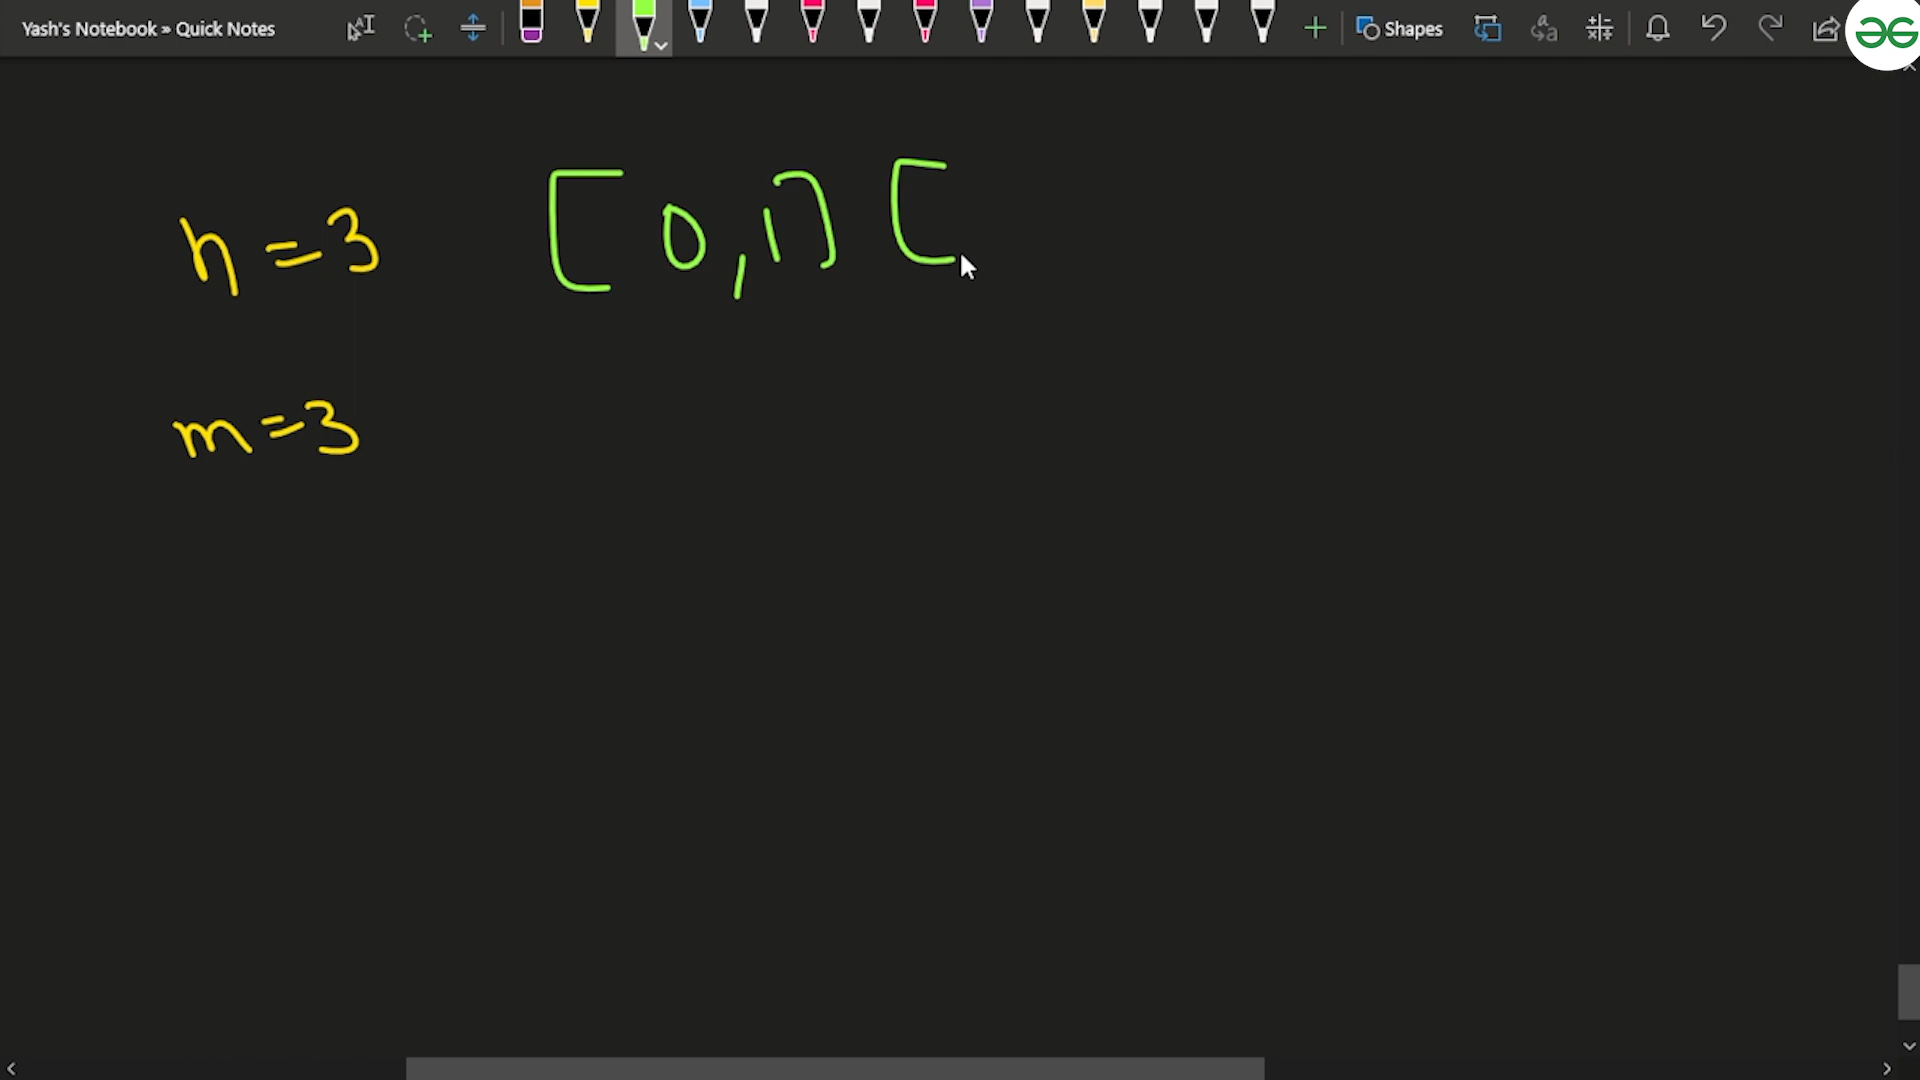 Yash's Notebook » Quick Notes
Shapes
n = 3 [0,1] [
m = 3